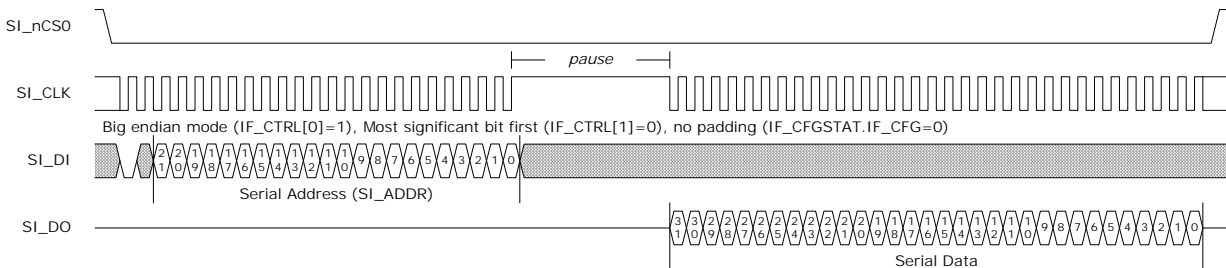 SI_nCS0
pause
SI_CLK
Big endian mode (IF_CTRL[0]=1), Most significant bit first (IF_CTRL[1]=0), no padding (IF_CFGSTAT.IF_CFG=0)
SI_DI
21 20 19 18 17 16 15 14 13 12 11 10 9 8 7 6 5 4 3 2 1 0
Serial Address (SI_ADDR)
SI_DO
31 30 29 28 27 26 25 24 23 22 21 20 19 18 17 16 15 14 13 12 11 10 9 8 7 6 5 4 3 2 1 0
Serial Data